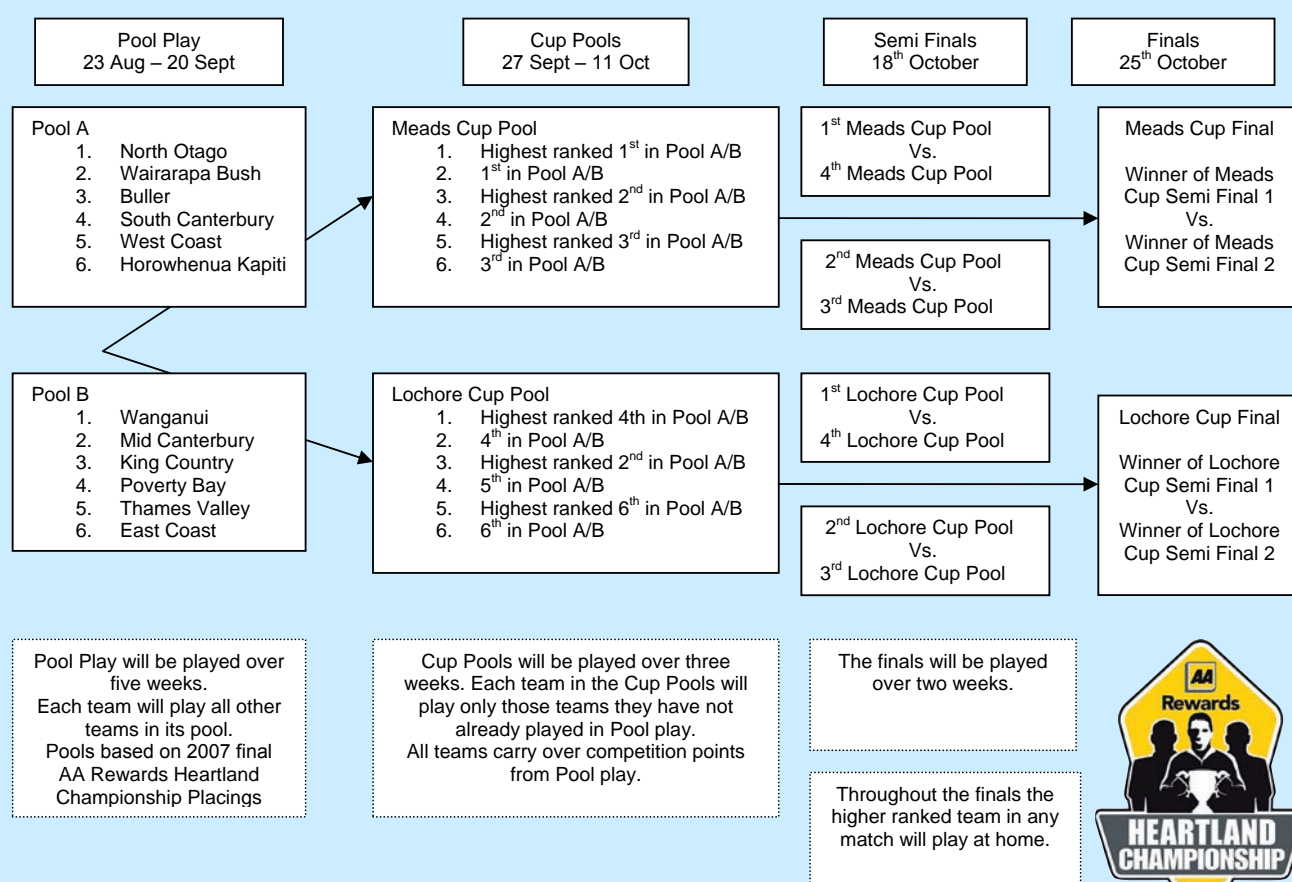 Pool Play
23 Aug – 20 Sept
Cup Pools
27 Sept – 11 Oct
Semi Finals
18th October
Finals
25th October
Pool A
1. North Otago
2. Wairarapa Bush
3. Buller
4. South Canterbury
5. West Coast
6. Horowhenua Kapiti
Meads Cup Pool
1. Highest ranked 1st in Pool A/B
2. 1st in Pool A/B
3. Highest ranked 2nd in Pool A/B
4. 2nd in Pool A/B
5. Highest ranked 3rd in Pool A/B
6. 3rd in Pool A/B
1st Meads Cup Pool
Vs.
4th Meads Cup Pool
2nd Meads Cup Pool
Vs.
3rd Meads Cup Pool
Meads Cup Final
Winner of Meads
Cup Semi Final 1
Vs.
Winner of Meads
Cup Semi Final 2
Pool B
1. Wanganui
2. Mid Canterbury
3. King Country
4. Poverty Bay
5. Thames Valley
6. East Coast
Lochore Cup Pool
1. Highest ranked 4th in Pool A/B
2. 4th in Pool A/B
3. Highest ranked 2nd in Pool A/B
4. 5th in Pool A/B
5. Highest ranked 6th in Pool A/B
6. 6th in Pool A/B
1st Lochore Cup Pool
Vs.
4th Lochore Cup Pool
2nd Lochore Cup Pool
Vs.
3rd Lochore Cup Pool
Lochore Cup Final
Winner of Lochore
Cup Semi Final 1
Vs.
Winner of Lochore
Cup Semi Final 2
Pool Play will be played over
five weeks.
Each team will play all other
teams in its pool.
Pools based on 2007 final
AA Rewards Heartland
Championship Placings
Cup Pools will be played over three
weeks. Each team in the Cup Pools will
play only those teams they have not
already played in Pool play.
All teams carry over competition points
from Pool play.
The finals will be played
over two weeks.
Throughout the finals the
higher ranked team in any
match will play at home.
AA
Rewards
HEARTLAND
CHAMPIONSHIP